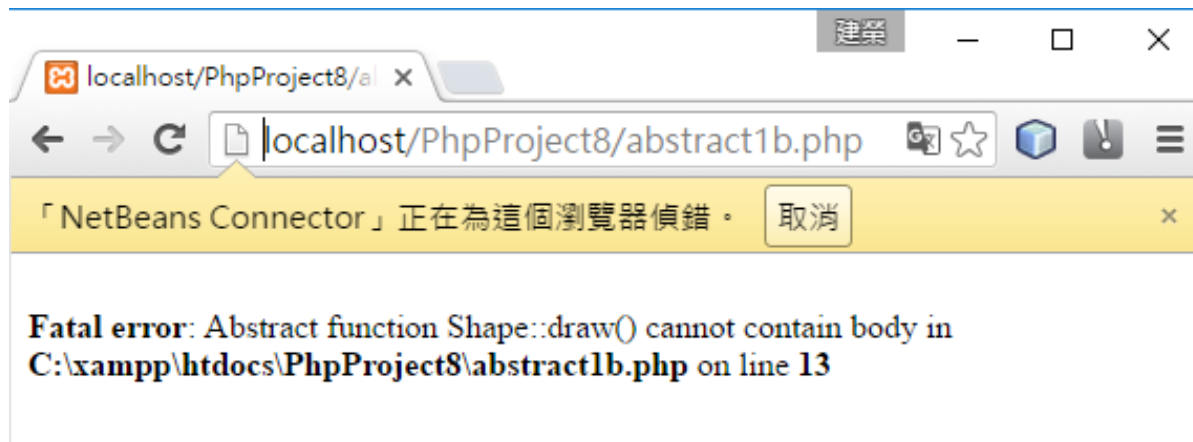 建榮
localhost/PhpProject8/a
localhost/PhpProject8/abstract1b.php
「NetBeans Connector」正在為這個瀏覽器偵錯。 取消
Fatal error: Abstract function Shape::draw() cannot contain body in
C:\xampp\htdocs\PhpProject8\abstract1b.php on line 13